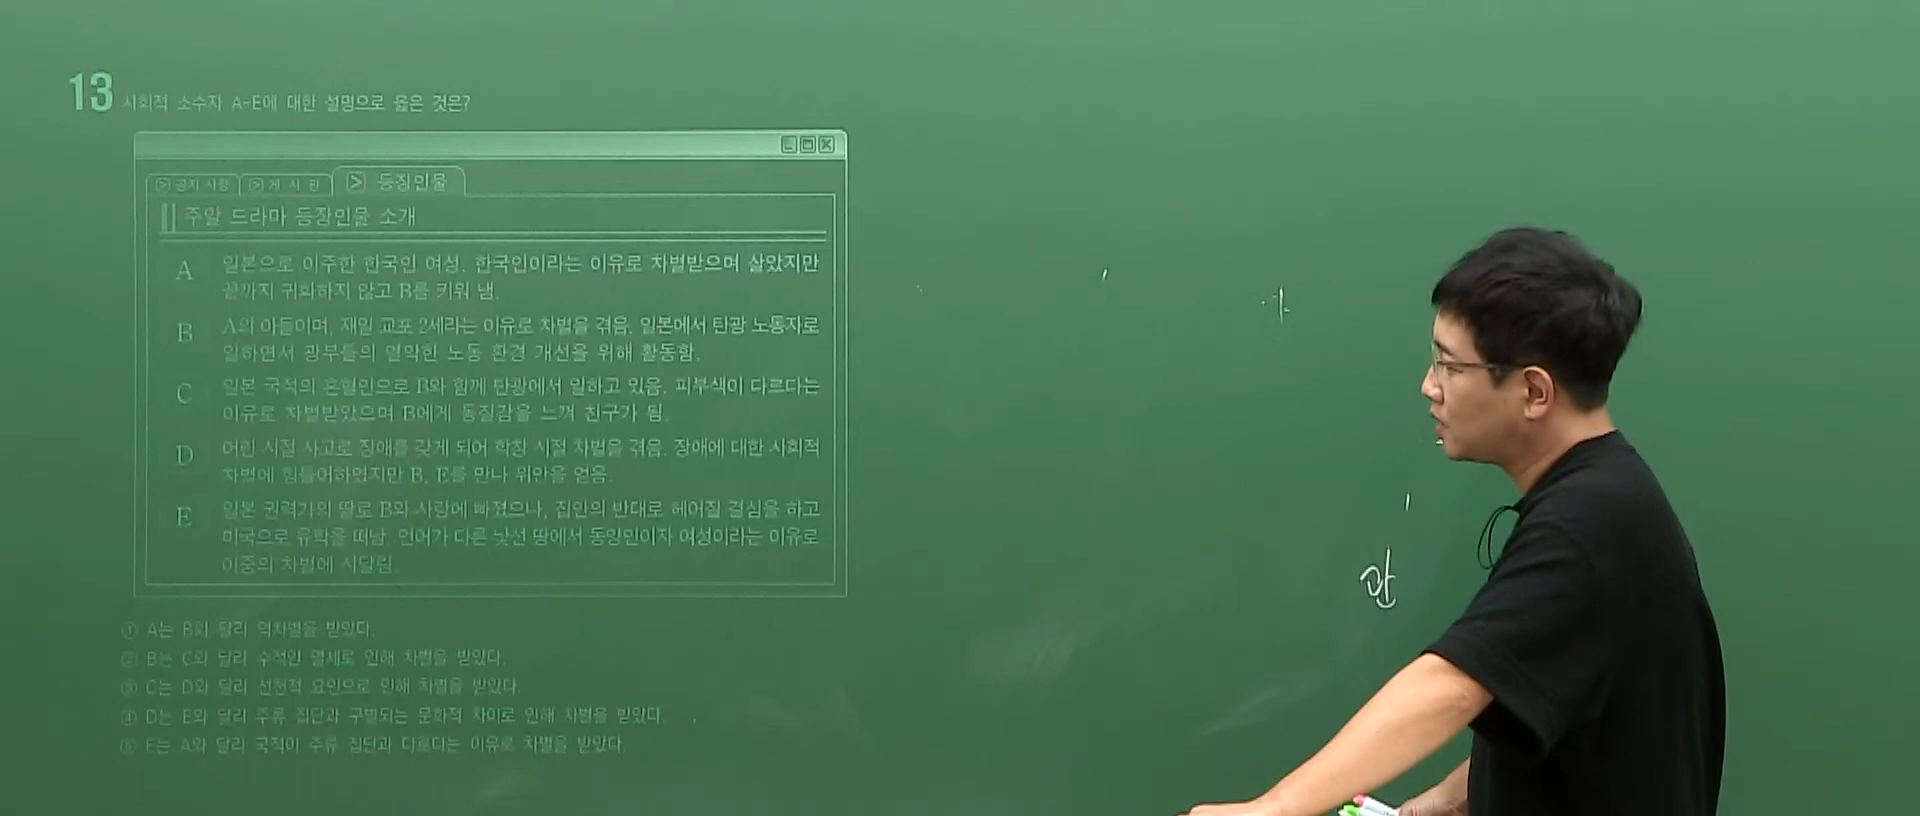 13 사회적 소수자 A~E에 대한 설명으로 옳은 것은?
공지 사항 게 시 판 등장인물
주말 드라마 등장인물 소개
A 일본으로 이주한 한국인 여성. 한국인이라는 이유로 차별받으며 살았지만
끝까지 귀화하지 않고 B를 키워 냄.
B A의 아들이며, 재일 교포 2세라는 이유로 차별을 겪음. 일본에서 탄광 노동자로
일하면서 광부들의 열악한 노동 환경 개선을 위해 활동함.
C 일본 국적의 혼혈인으로 B와 함께 탄광에서 일하고 있음. 피부색이 다르다는
이유로 차별받았으며 B에게 동질감을 느껴 친구가 됨.
D 어린 시절 사고로 장애를 갖게 되어 학창 시절 차별을 겪음. 장애에 대한 사회적
차별에 힘들어하였지만 B, E를 만나 위안을 얻음.
E 일본 권력가의 딸로 B와 사랑에 빠졌으나, 집안의 반대로 헤어질 결심을 하고
미국으로 유학을 떠남. 언어가 다른 낯선 땅에서 동양인이자 여성이라는 이유로
이중의 차별에 시달림.
① A는 B와 달리 역차별을 받았다.
② B는 C와 달리 수적인 열세로 인해 차별을 받았다.
③ C는 D와 달리 선천적 요인으로 인해 차별을 받았다.
④ D는 E와 달리 주류 집단과 구별되는 문화적 차이로 인해 차별을 받았다.
⑤ E는 A와 달리 국적이 주류 집단과 다르다는 이유로 차별을 받았다.